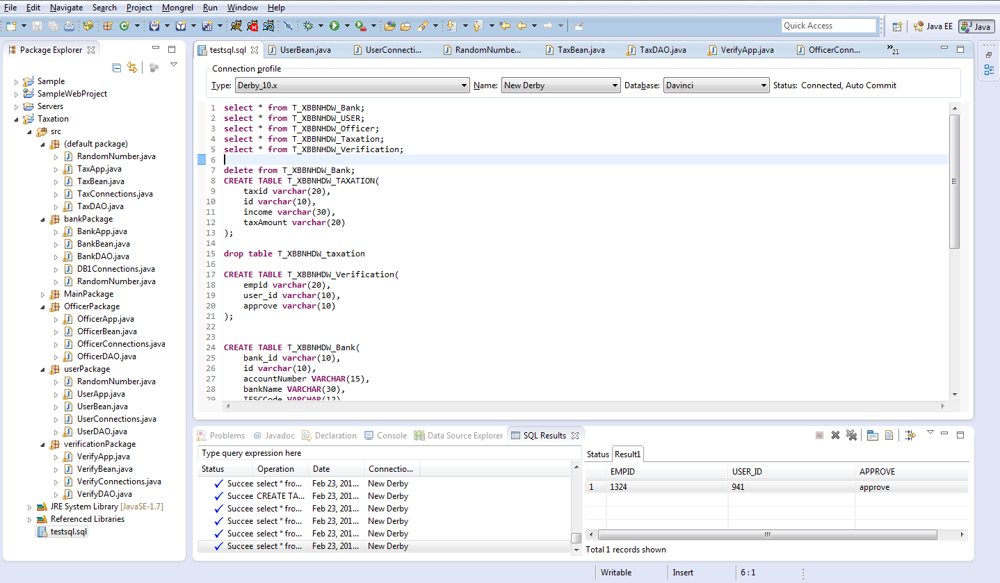 File Edit Navigate Search Project Mongrel Run Window Help
Quick Access
Java EE
Java
Package Explorer
Sample
SampleWebProject
Servers
Taxation
src
(default package)
RandomNumber.java
TaxApp.java
TaxBean.java
TaxConnections.java
TaxDAO.java
bankPackage
BankApp.java
BankBean.java
BankDAO.java
DB1Connections.java
RandomNumber.java
MainPackage
OfficerPackage
OfficerApp.java
OfficerBean.java
OfficerConnections.java
OfficerDAO.java
userPackage
RandomNumber.java
UserApp.java
UserBean.java
UserConnections.java
UserDAO.java
verificationPackage
VerifyApp.java
VerifyBean.java
VerifyConnections.java
VerifyDAO.java
JRE System Library [JavaSE-1.7]
Referenced Libraries
testsql.sql
testsql.sql UserBean.java UserConnecti... RandomNumbe... TaxBean.java TaxDAO.java VerifyApp.java OfficerConn... »21
Connection profile
Type: Derby_10.x Name: New Derby Database: Davinci Status: Connected, Auto Commit
1 select * from T_XBBNHDW_Bank;
2 select * from T_XBBNHDW_USER;
3 select * from T_XBBNHDW_Officer;
4 select * from T_XBBNHDW_Taxation;
5 select * from T_XBBNHDW_Verification;
6
7 delete from T_XBBNHDW_Bank;
8 CREATE TABLE T_XBBNHDW_TAXATION(
9 taxid varchar(20),
10 id varchar(10),
11 income varchar(30),
12 taxAmount varchar(20)
13 );
14
15 drop table T_XBBNHDW_taxation
16
17 CREATE TABLE T_XBBNHDW_Verification(
18 empid varchar(20),
19 user_id varchar(10),
20 approve varchar(10)
21 );
22
23
24 CREATE TABLE T_XBBNHDW_Bank(
25 bank_id varchar(10),
26 id varchar(10),
27 accountNumber VARCHAR(15),
28 bankName VARCHAR(30),
29 IFSCCode VARCHAR(12)
Problems @ Javadoc Declaration Console Data Source Explorer SQL Results
Type query expression here
Status Operation Date Connectio...
Succee select * fro... Feb 23, 201... New Derby
Succee CREATE TA... Feb 23, 201... New Derby
Succee select * fro... Feb 23, 201... New Derby
Succee select * fro... Feb 23, 201... New Derby
Succee select * fro... Feb 23, 201... New Derby
Succee select * fro... Feb 23, 201... New Derby
Status Result1
EMPID USER_ID APPROVE
1 1324 941 approve
Total 1 records shown
Writable Insert 6 : 1